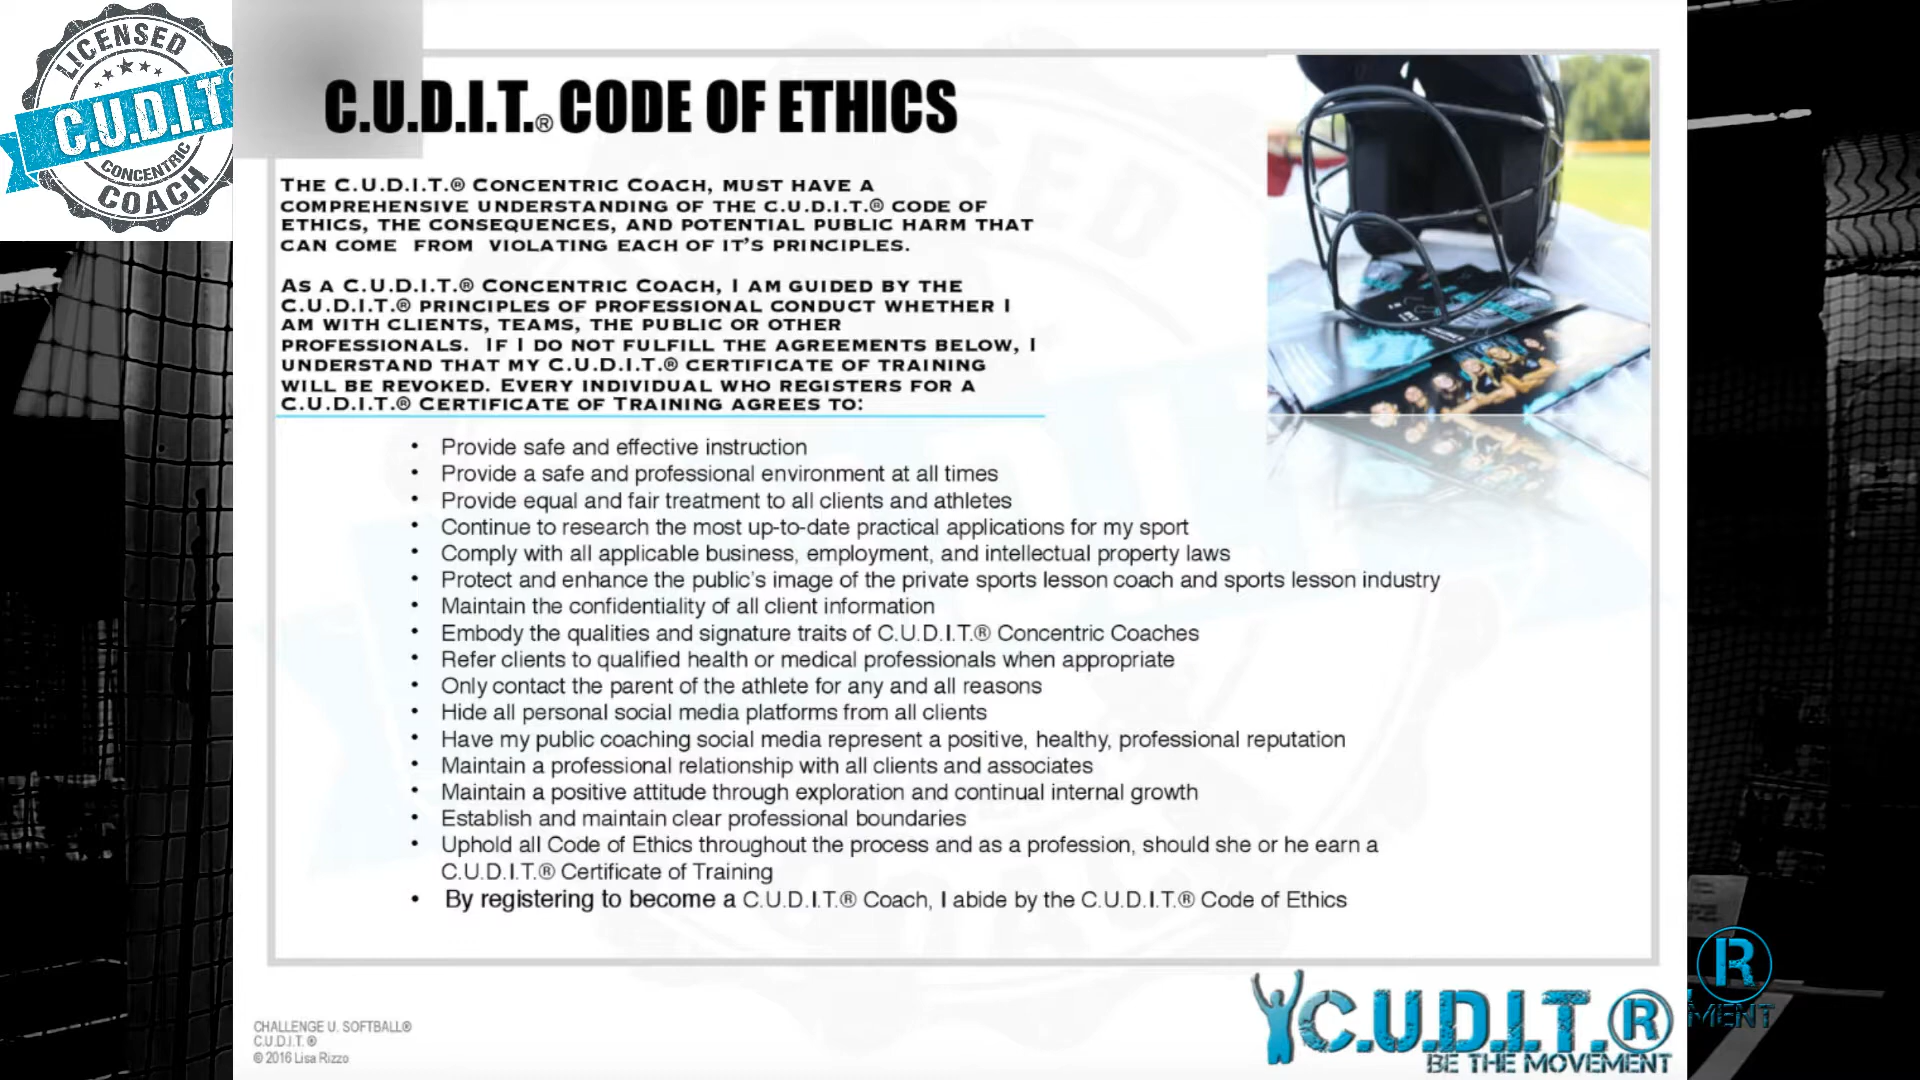 LICENSED
C.U.D.I.T
CONCENTRIC
COACH
C.U.D.I.T.® CODE OF ETHICS
THE C.U.D.I.T.® CONCENTRIC COACH, MUST HAVE A
COMPREHENSIVE UNDERSTANDING OF THE C.U.D.I.T.® CODE OF
ETHICS, THE CONSEQUENCES, AND POTENTIAL PUBLIC HARM THAT
CAN COME FROM VIOLATING EACH OF IT'S PRINCIPLES.
AS A C.U.D.I.T.® CONCENTRIC COACH, I AM GUIDED BY THE
C.U.D.I.T.® PRINCIPLES OF PROFESSIONAL CONDUCT WHETHER I
AM WITH CLIENTS, TEAMS, THE PUBLIC OR OTHER
PROFESSIONALS. IF I DO NOT FULFILL THE AGREEMENTS BELOW, I
UNDERSTAND THAT MY C.U.D.I.T.® CERTIFICATE OF TRAINING
WILL BE REVOKED. EVERY INDIVIDUAL WHO REGISTERS FOR A
C.U.D.I.T.® CERTIFICATE OF TRAINING AGREES TO:
• Provide safe and effective instruction
• Provide a safe and professional environment at all times
• Provide equal and fair treatment to all clients and athletes
• Continue to research the most up-to-date practical applications for my sport
• Comply with all applicable business, employment, and intellectual property laws
• Protect and enhance the public's image of the private sports lesson coach and sports lesson industry
• Maintain the confidentiality of all client information
• Embody the qualities and signature traits of C.U.D.I.T.® Concentric Coaches
• Refer clients to qualified health or medical professionals when appropriate
• Only contact the parent of the athlete for any and all reasons
• Hide all personal social media platforms from all clients
• Have my public coaching social media represent a positive, healthy, professional reputation
• Maintain a professional relationship with all clients and associates
• Maintain a positive attitude through exploration and continual internal growth
• Establish and maintain clear professional boundaries
• Uphold all Code of Ethics throughout the process and as a profession, should she or he earn a
C.U.D.I.T.® Certificate of Training
• By registering to become a C.U.D.I.T.® Coach, I abide by the C.U.D.I.T.® Code of Ethics
CHALLENGE U. SOFTBALL®
C.U.D.I.T. ®
© 2016 Lisa Rizzo
C.U.D.I.T.®
BE THE MOVEMENT
®
MENT